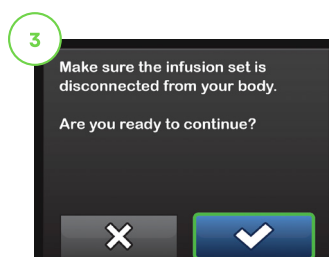 3
Make sure the infusion set is
disconnected from your body.
Are you ready to continue?